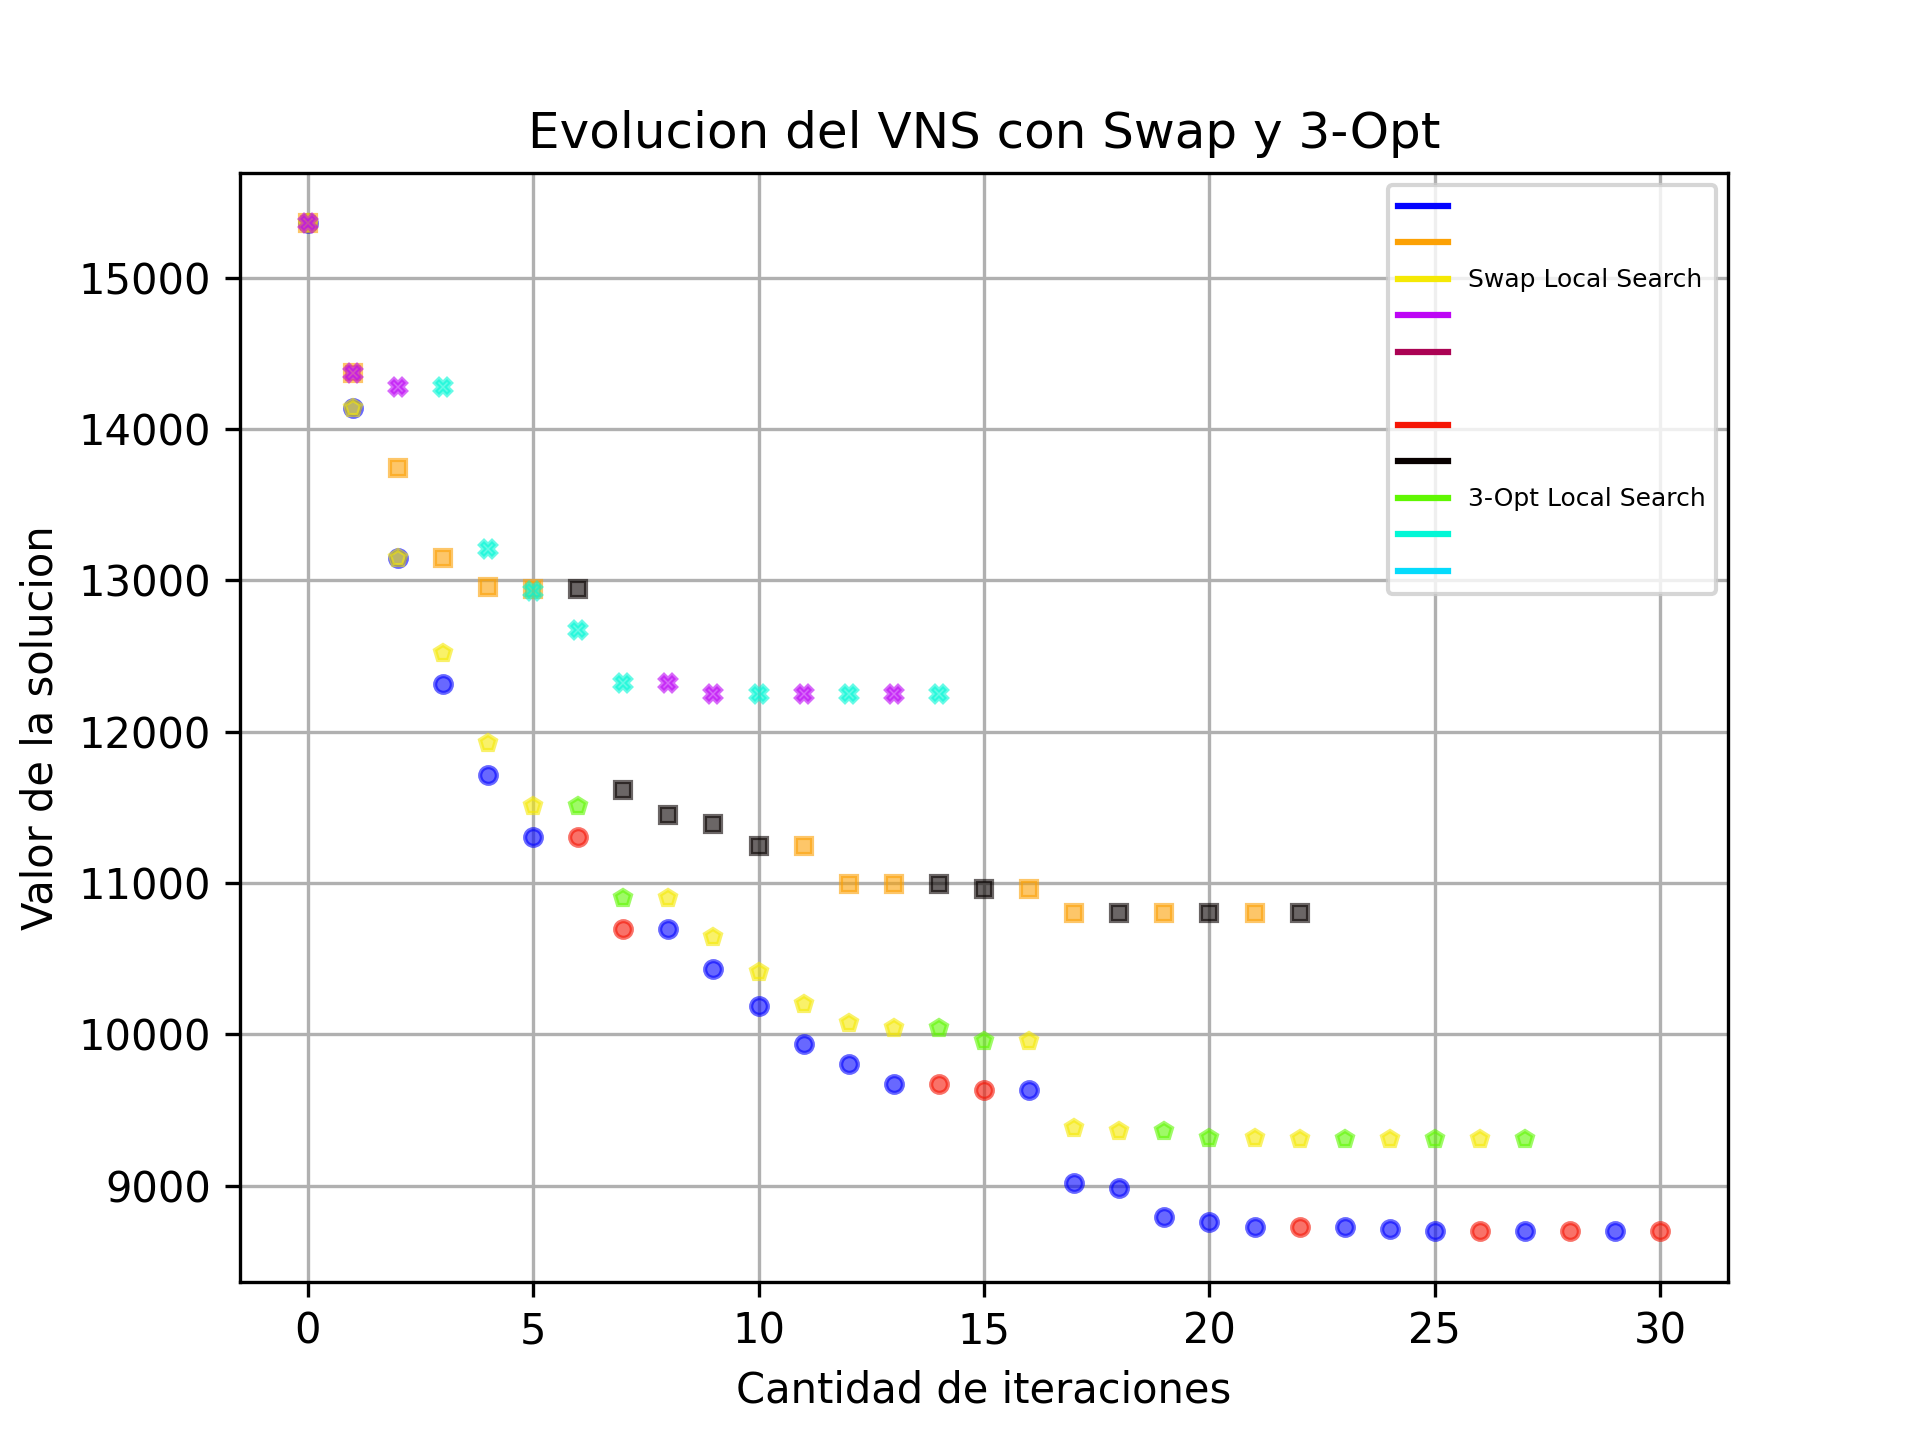 Evolucion del VNS con Swap y 3-Opt
Valor de la solucion
15000
14000
13000
12000
11000
10000
9000
Swap Local Search
3-Opt Local Search
0 5 10 15 20 25 30
Cantidad de iteraciones